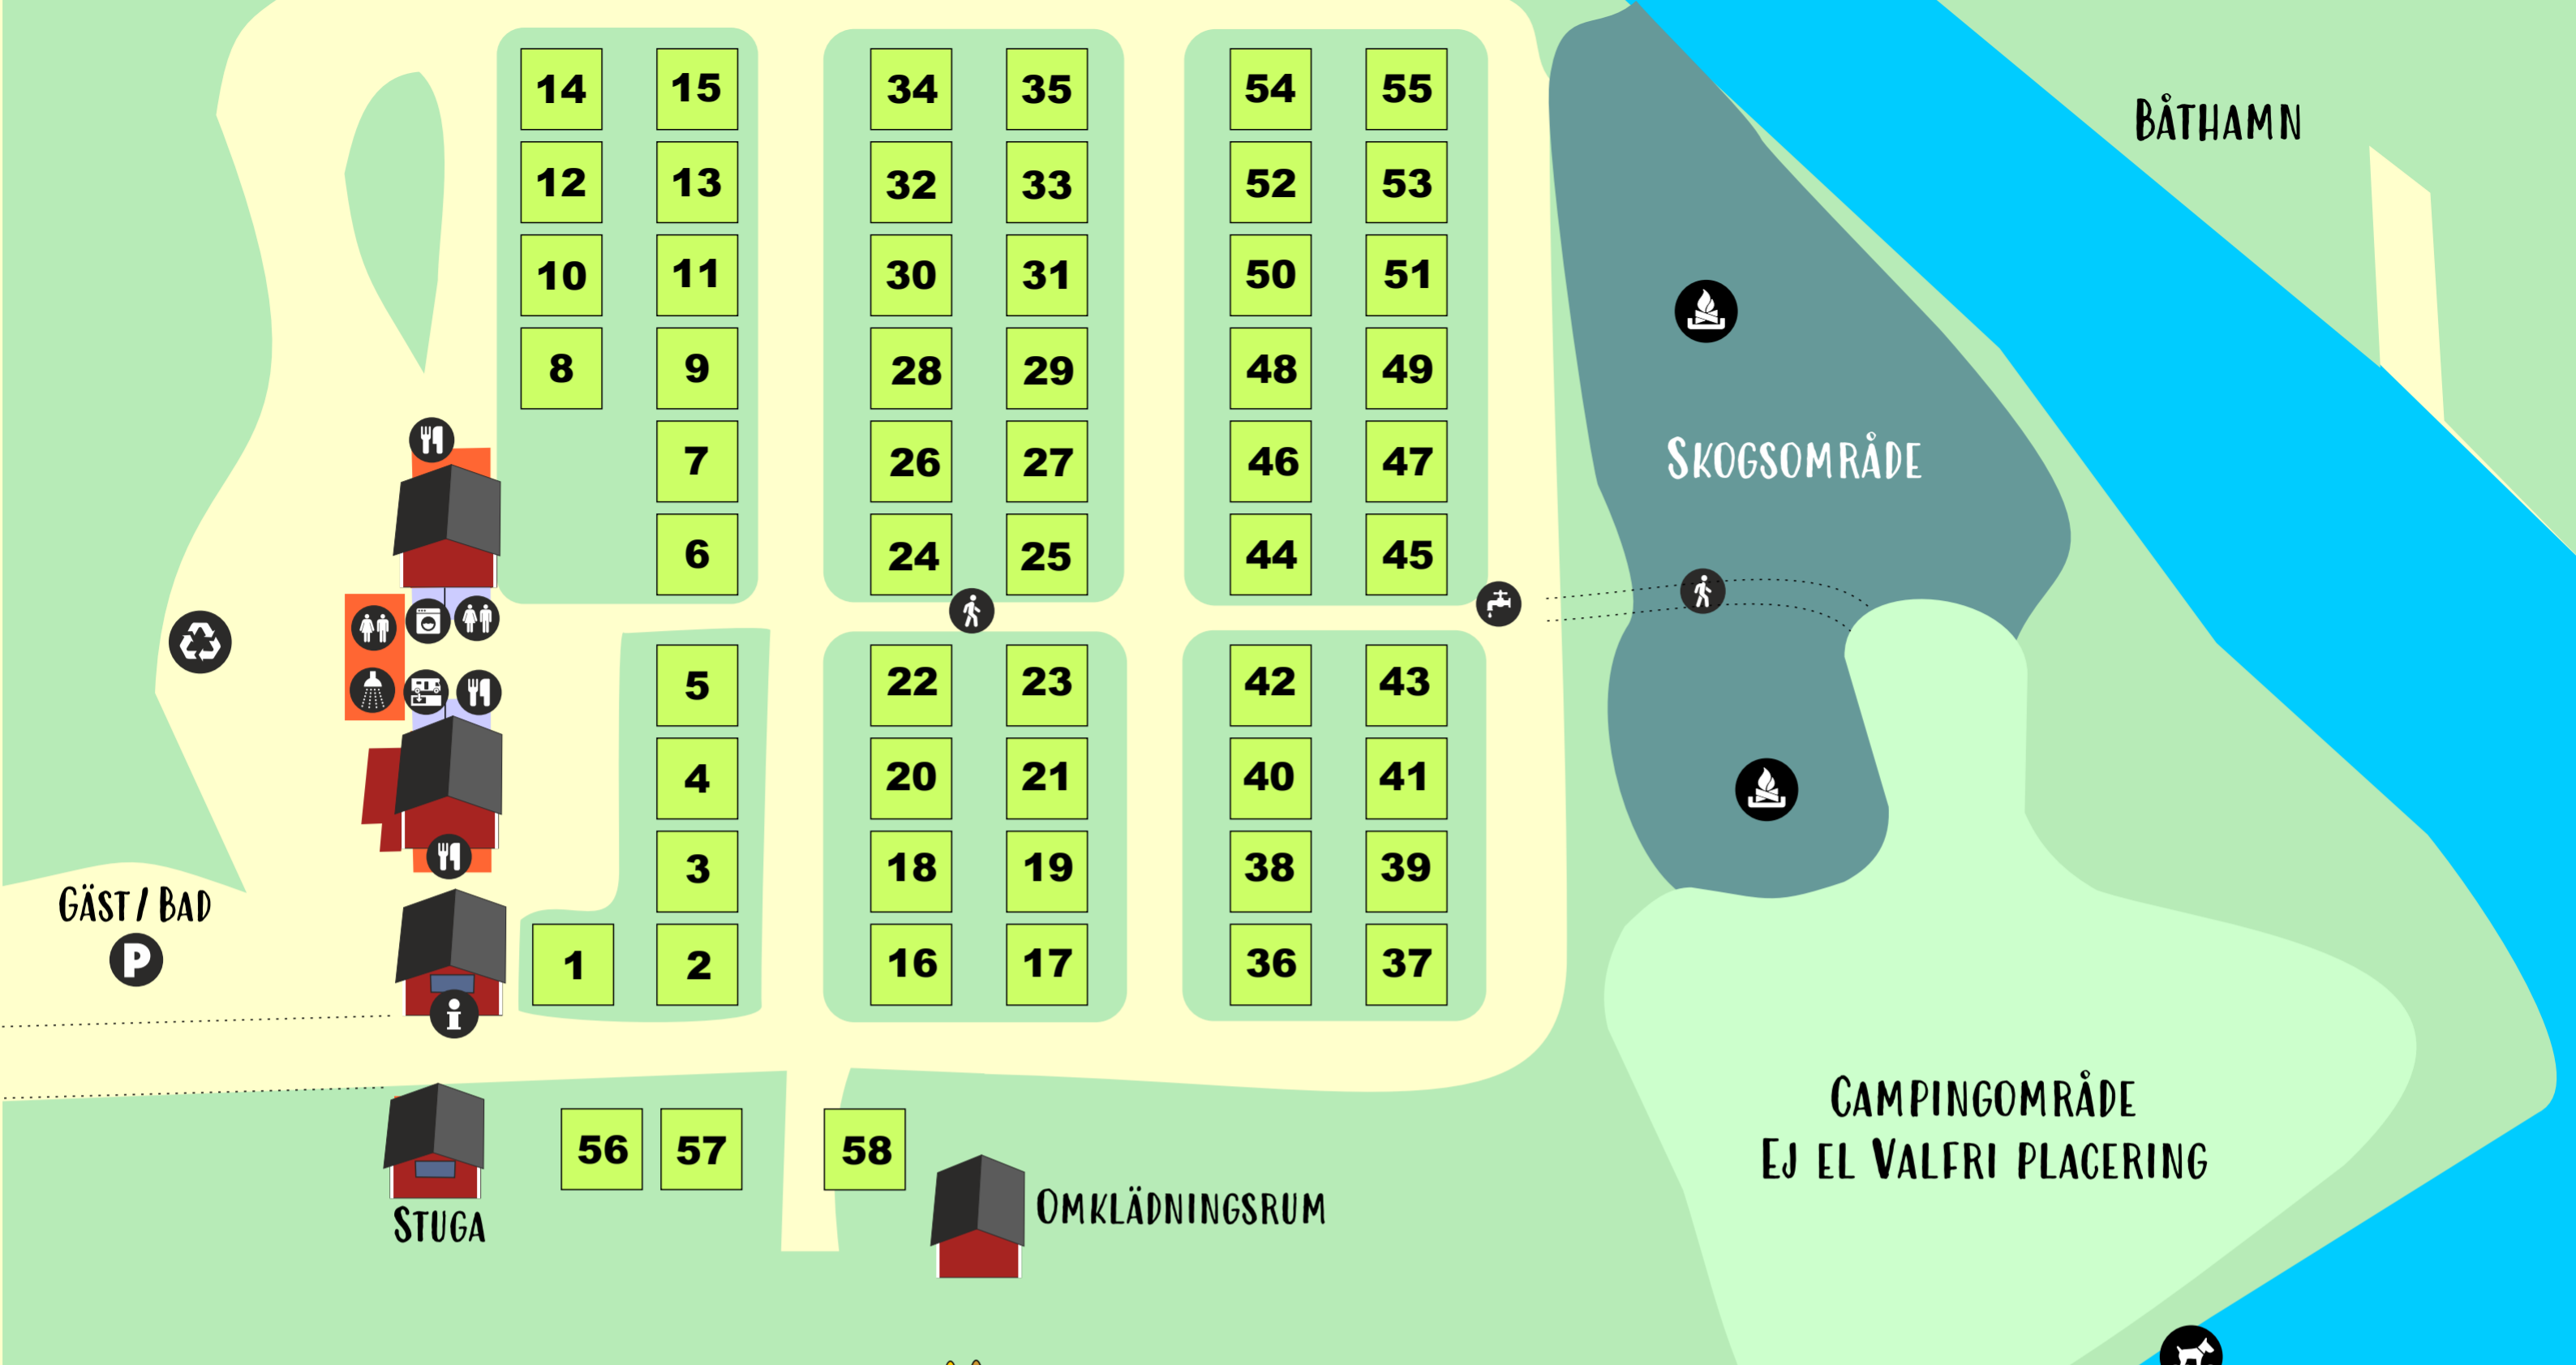 14 15 34 35 54 55
BÅTHAMN
12 13 32 33 52 53
10 11 30 31 50 51
8 9 28 29 48 49
7 26 27 46 47
SKOGSOMRÅDE
6 24 25 44 45
5 22 23 42 43
4 20 21 40 41
3 18 19 38 39
GÄST / BAD
P
1 2 16 17 36 37
i
CAMPINGOMRÅDE
EJ EL VALFRI PLACERING
56 57 58
OMKLÄDNINGSRUM
STUGA